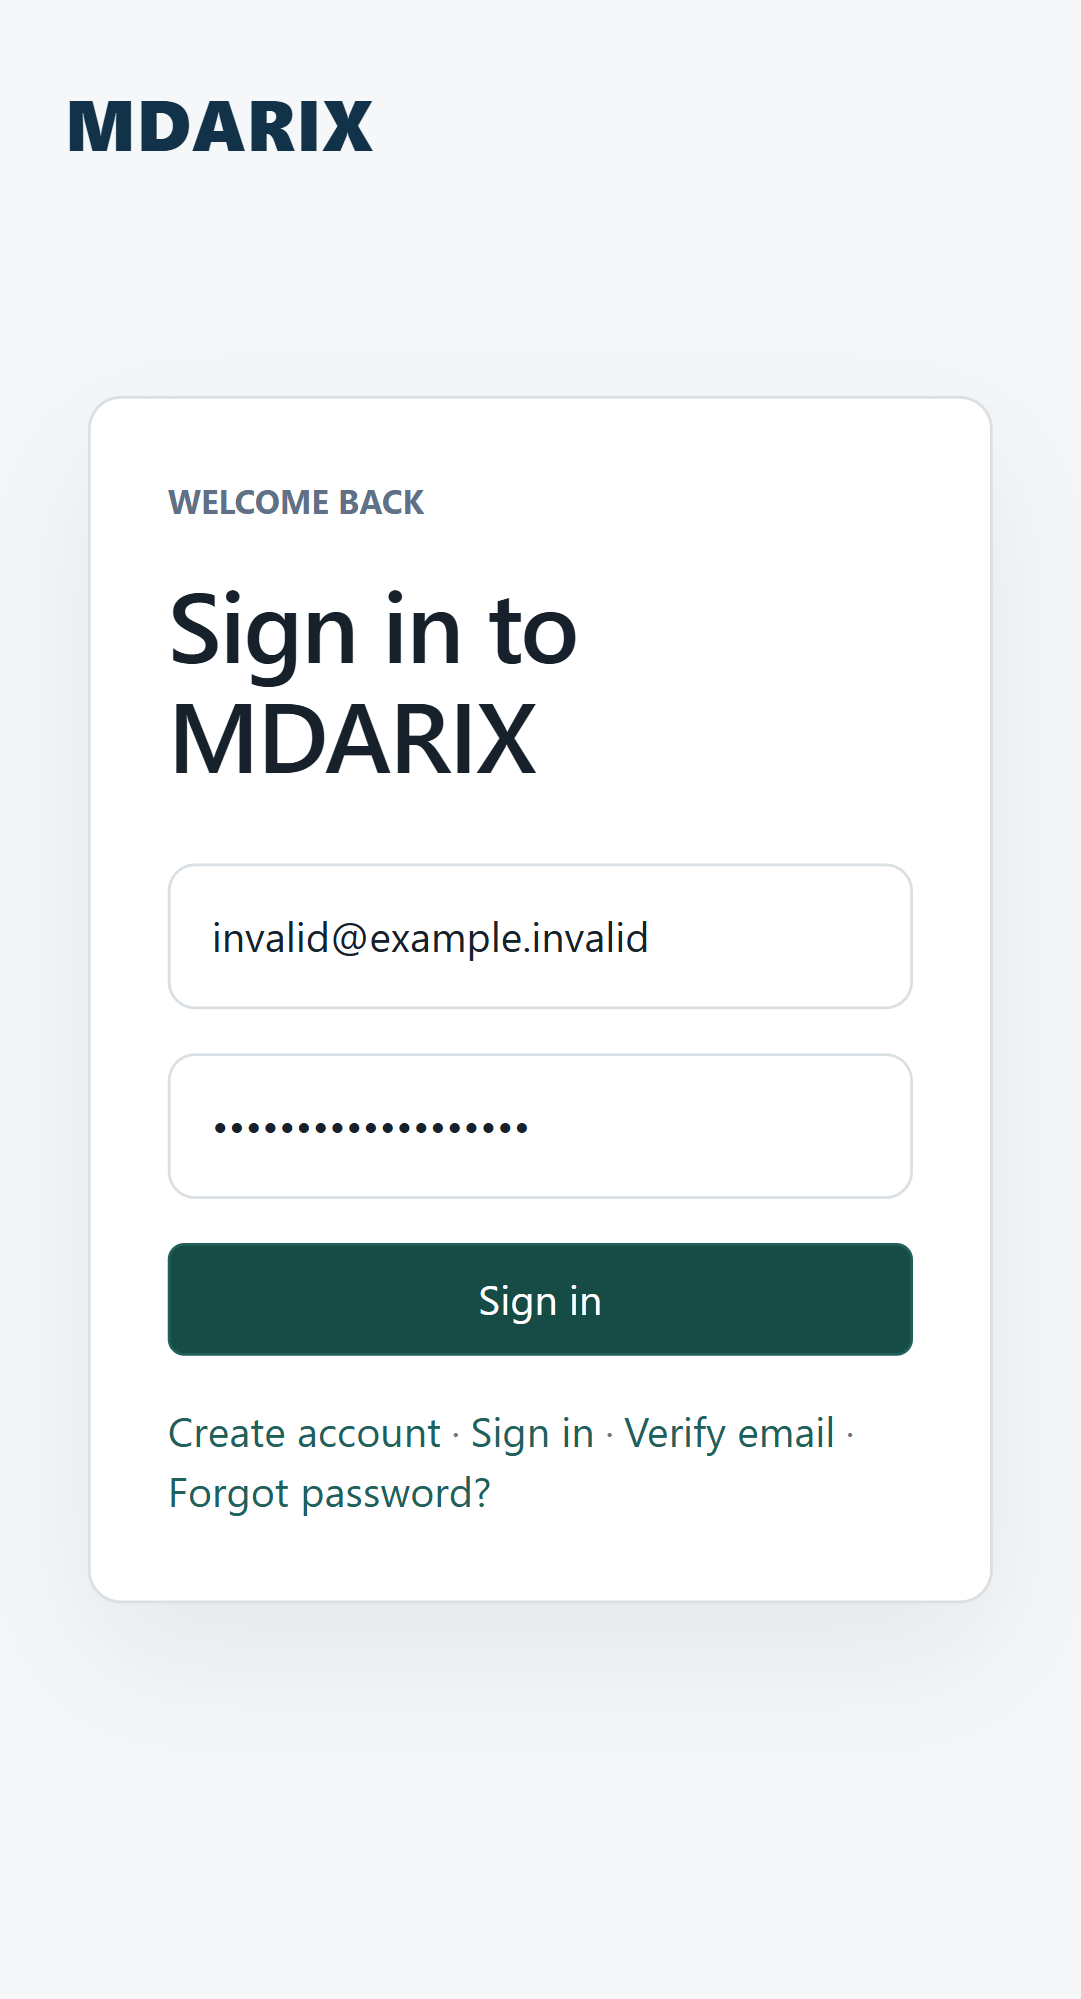 MDARIX
WELCOME BACK
Sign in to
MDARIX
invalid@example.invalid
•••••••••••••••••••
Sign in
Create account · Sign in · Verify email ·
Forgot password?